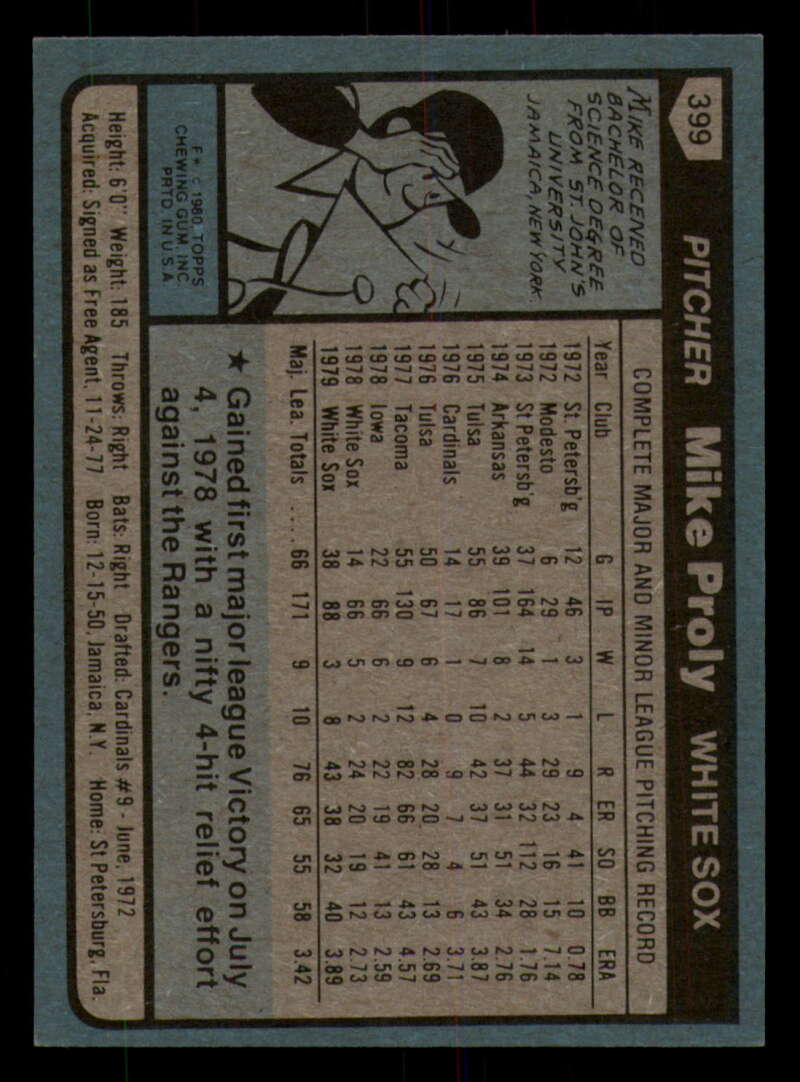 399 PITCHER Mike Proly WHITE SOX
MIKE RECEIVED
BACHELOR OF
SCIENCE DEGREE
FROM ST. JOHN'S
UNIVERSITY
JAMAICA, NEW YORK.
F* © 1980 TOPPS
CHEWING GUM, INC.
PRTD. IN U.S.A.
COMPLETE MAJOR AND MINOR LEAGUE PITCHING RECORD
Year Club G IP W L R ER SO BB ERA
1972 St. Petersb'g 12 46 3 1 9 4 41 10 0.78
1972 Modesto 6 29 1 3 29 23 16 15 7.14
1973 St Petersb'g 37 164 14 5 44 32 112 28 1.76
1974 Arkansas 39 101 8 2 37 31 51 34 2.76
1975 Tulsa 55 86 7 10 42 37 51 43 3.87
1976 Cardinals 14 17 1 0 9 7 4 6 3.71
1976 Tulsa 50 67 6 4 28 20 28 13 2.69
1977 Tacoma 55 130 9 12 82 66 61 43 4.57
1978 Iowa 22 66 6 2 22 19 41 13 2.59
1978 White Sox 14 66 5 2 24 20 19 12 2.73
1979 White Sox 38 88 3 8 43 38 32 40 3.89
Maj. Lea. Totals .... 66 171 9 10 76 65 55 58 3.42
★ Gained first major league Victory on July
4, 1978 with a nifty 4-hit relief effort
against the Rangers.
Height: 6'0" Weight: 185 Throws: Right Bats: Right Drafted: Cardinals #9 - June, 1972
Acquired: Signed as Free Agent, 11-24-77 Born: 12-15-50, Jamaica, N.Y. Home: St Petersburg, Fla.